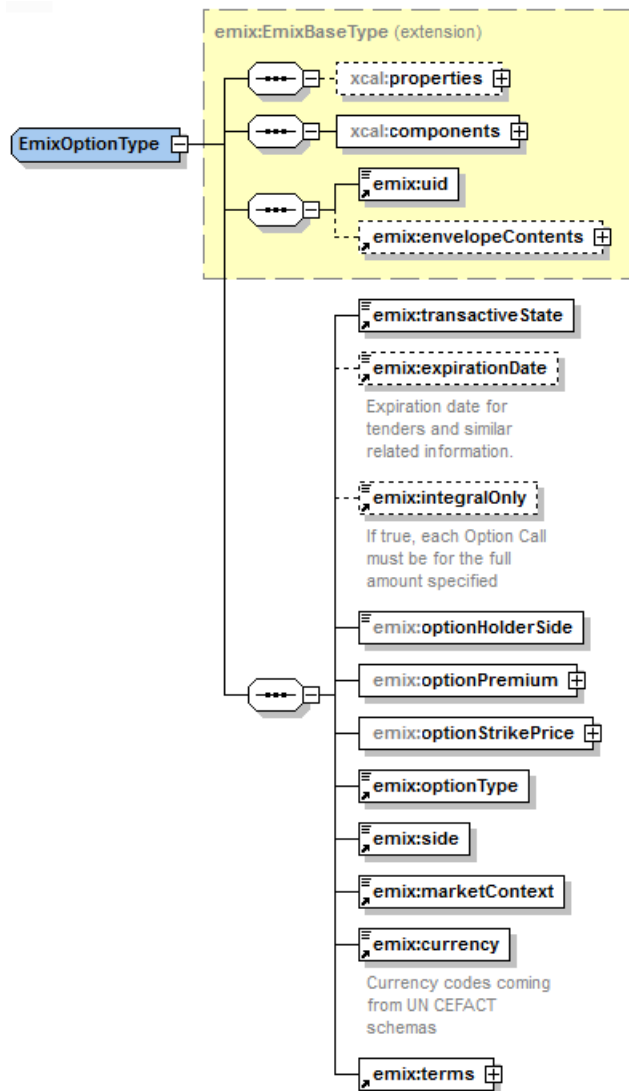 emix:EmixBaseType (extension)
xcal:properties
EmixOptionType
xcal:components
emix:uid
emix:envelopeContents
emix:transactiveState
emix:expirationDate
Expiration date for
tenders and similar
related information.
emix:integralOnly
If true, each Option Call
must be for the full
amount specified
emix:optionHolderSide
emix:optionPremium
emix:optionStrikePrice
emix:optionType
emix:side
emix:marketContext
emix:currency
Currency codes coming
from UN CEFACT
schemas
emix:terms